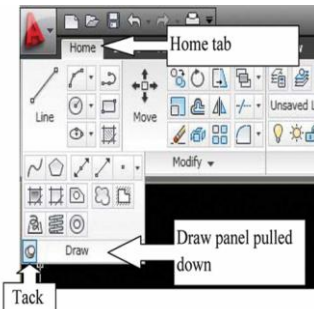 Home
Home tab
Line
Move
Unsaved L
Modify
Draw
Draw panel pulled
down
Tack